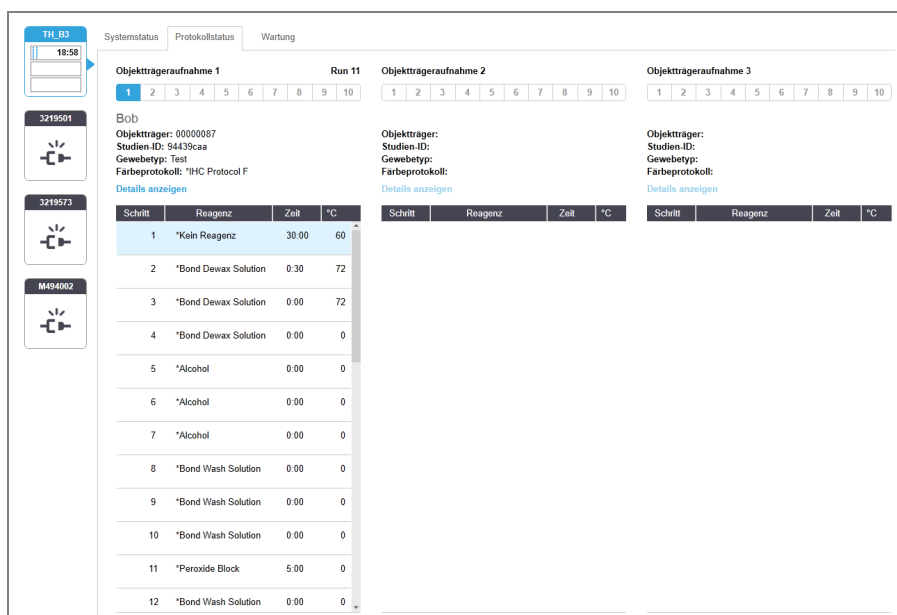 TH_B3
18:58
3219501
3219573
M494002
Systemstatus Protokollstatus Wartung
Objektträgeraufnahme 1 Run 11
1 2 3 4 5 6 7 8 9 10
Bob
Objektträger: 00000087
Studien-ID: 94439caa
Gewebetyp: Test
Färbeprotokoll: *IHC Protocol F
Details anzeigen
Schritt Reagenz Zeit °C
1 *Kein Reagenz 30:00 60
2 *Bond Dewax Solution 0:30 72
3 *Bond Dewax Solution 0:00 72
4 *Bond Dewax Solution 0:00 0
5 *Alcohol 0:00 0
6 *Alcohol 0:00 0
7 *Alcohol 0:00 0
8 *Bond Wash Solution 0:00 0
9 *Bond Wash Solution 0:00 0
10 *Bond Wash Solution 0:00 0
11 *Peroxide Block 5:00 0
12 *Bond Wash Solution 0:00 0
Objektträgeraufnahme 2
1 2 3 4 5 6 7 8 9 10
Objektträger:
Studien-ID:
Gewebetyp:
Färbeprotokoll:
Details anzeigen
Schritt Reagenz Zeit °C
Objektträgeraufnahme 3
1 2 3 4 5 6 7 8 9 10
Objektträger:
Studien-ID:
Gewebetyp:
Färbeprotokoll:
Details anzeigen
Schritt Reagenz Zeit °C